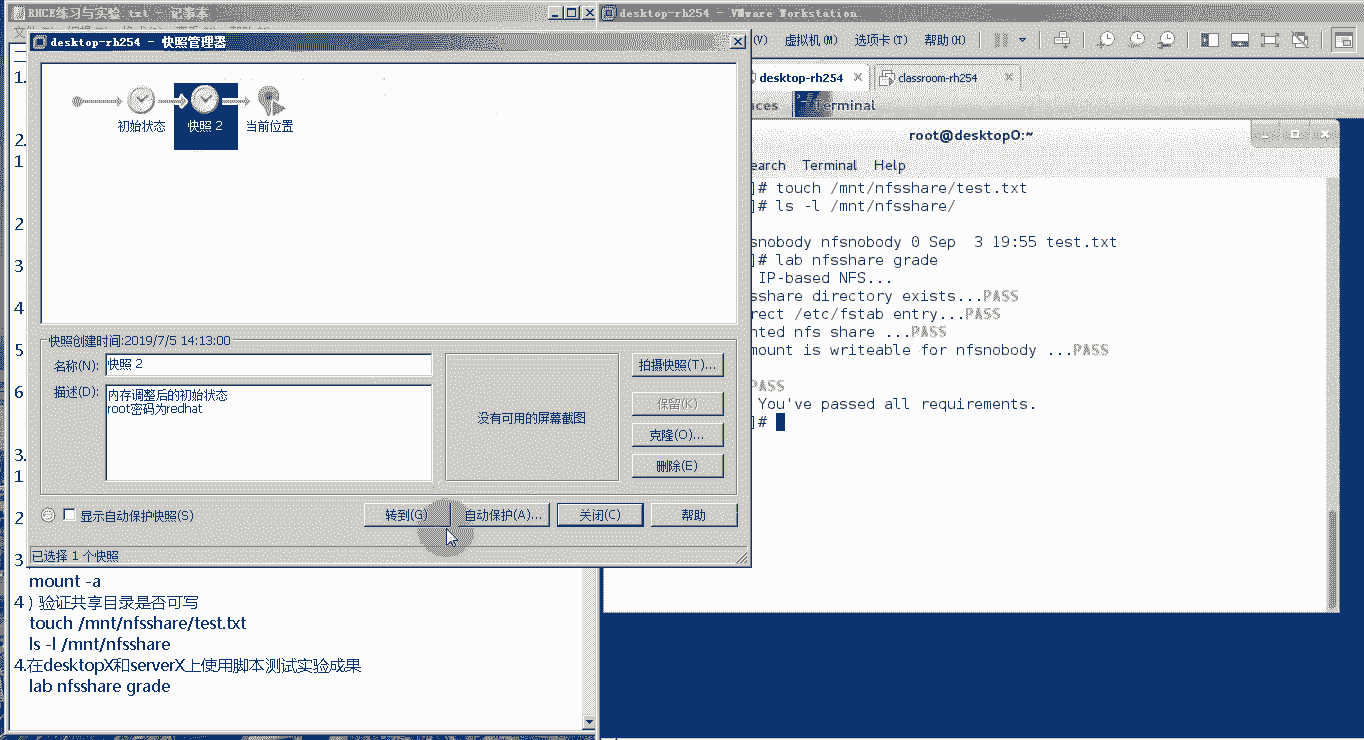 RHCE练习与实验.txt - 记事本
desktop-rh254 - VMware Workstation
desktop-rh254 - 快照管理器
(V) 虚拟机(M) 选项卡(T) 帮助(H)
desktop-rh254
classroom-rh254
ces
Terminal
初始状态
快照 2
当前位置
root@desktop0:~
earch Terminal Help
]# touch /mnt/nfsshare/test.txt
]# ls -l /mnt/nfsshare/
snobody nfsnobody 0 Sep  3 19:55 test.txt
]# lab nfsshare grade
IP-based NFS...
sshare directory exists...PASS
rect /etc/fstab entry...PASS
nted nfs share ...PASS
mount is writeable for nfsnobody ...PASS
PASS
You've passed all requirements.
]#
1.
2.
1
2
3
4
5
6
3.
1
2
3
快照创建时间:2019/7/5 14:13:00
名称(N):
快照 2
描述(D):
内存调整后的初始状态
root密码为redhat
没有可用的屏幕截图
拍摄快照(T)...
保留(K)
克隆(O)...
删除(E)
显示自动保护快照(S)
转到(G)
自动保护(A)...
关闭(C)
帮助
已选择 1 个快照
mount -a
4）验证共享目录是否可写
touch /mnt/nfsshare/test.txt
ls -l /mnt/nfsshare
4.在desktopX和serverX上使用脚本测试实验成果
lab nfsshare grade